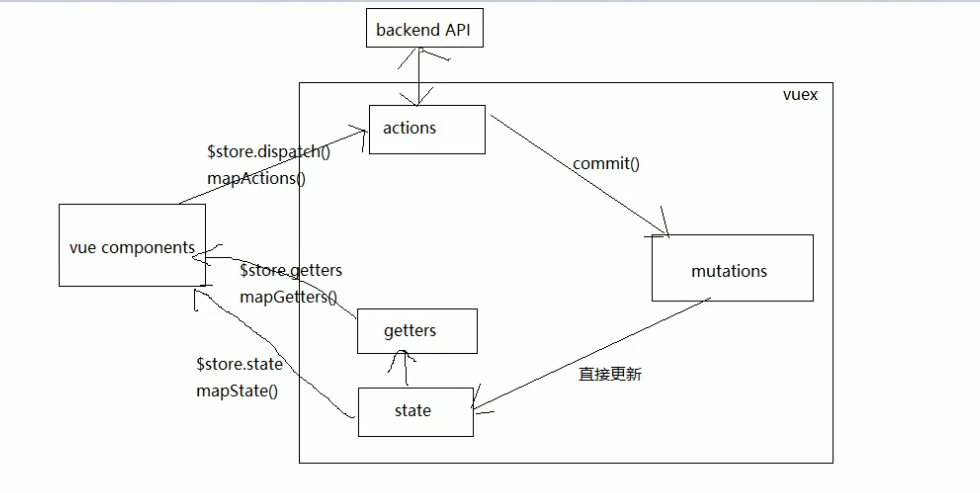 backend API
vuex
actions
$store.dispatch()
mapActions()
commit()
vue components
$store.getters
mapGetters()
mutations
getters
$store.state
mapState()
直接更新
state